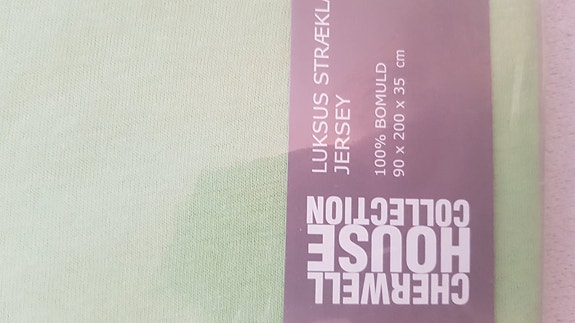 LUKSUS STRÆKLA
JERSEY
100% BOMULD
90 x 200 x 35 cm
CHERWELL
HOUSE
COLLECTION